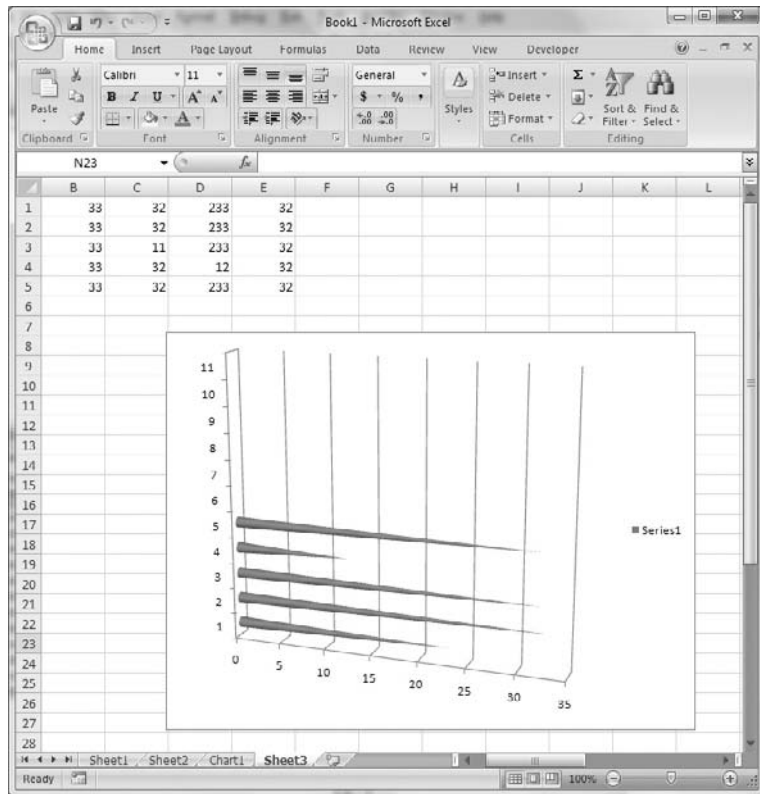 Book1 - Microsoft Excel
Home Insert Page Layout Formulas Data Review View Developer
Calibri 11 General Insert Σ
Paste B I U A A $ % , Styles Delete Sort & Find &
A .0 .00 .00 .0 Format Filter Select
Clipboard Font Alignment Number Cells Editing
N23 fx
B C D E F G H I J K L
1 33 32 233 32
2 33 32 233 32
3 33 11 233 32
4 33 32 12 32
5 33 32 233 32
6
7
8
9
10
11
12
13
14
15
16
17
18
19
20
21
22
23
24
25
26
27
28
11
10
9
8
7
6
5
4
3
2
1
0 5 10 15 20 25 30 35
Series1
Sheet1 Sheet2 Chart1 Sheet3
Ready 100%